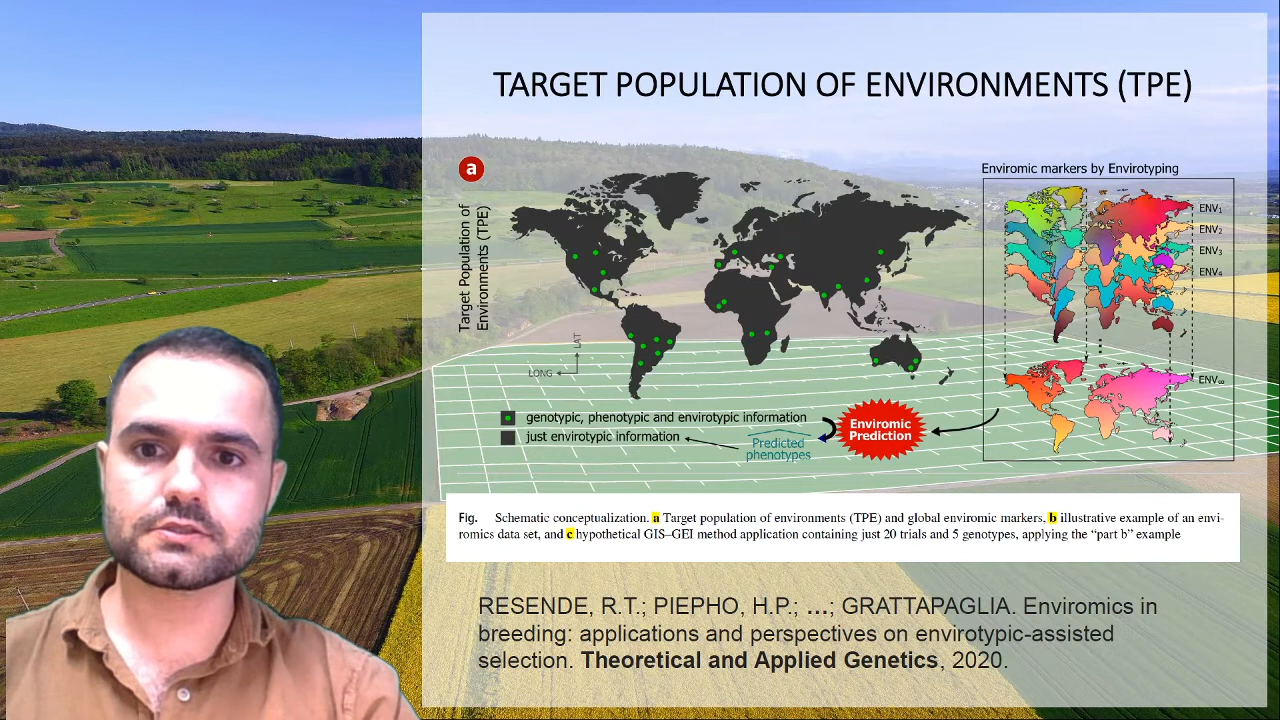 TARGET POPULATION OF ENVIRONMENTS (TPE)
a
Target Population of
Environments (TPE)
LAT
LONG
Enviromic markers by Envirotyping
ENV₁
ENV₂
ENV₃
ENV₄
ENV∞
genotypic, phenotypic and envirotypic information
just envirotypic information
Predicted
phenotypes
Enviromic
Prediction
Fig. Schematic conceptualization. a Target population of environments (TPE) and global enviromic markers, b illustrative example of an envi-
romics data set, and c hypothetical GIS–GEI method application containing just 20 trials and 5 genotypes, applying the “part b” example
RESENDE, R.T.; PIEPHO, H.P.; ...; GRATTAPAGLIA. Enviromics in
breeding: applications and perspectives on envirotypic-assisted
selection. Theoretical and Applied Genetics, 2020.